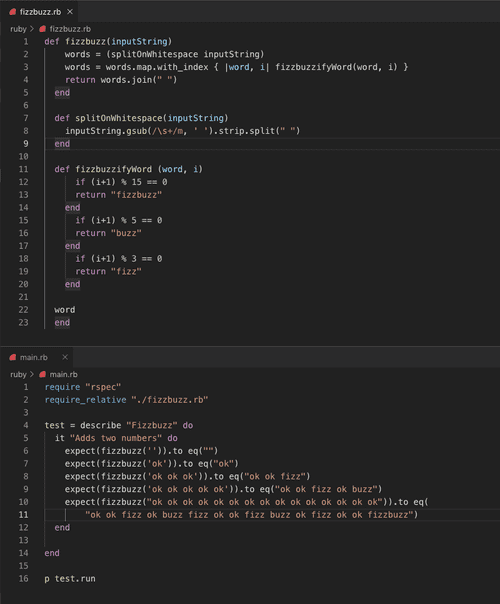 fizzbuzz.rb ×
ruby › fizzbuzz.rb
1 def fizzbuzz(inputString)
2 words = (splitOnWhitespace inputString)
3 words = words.map.with_index { |word, i| fizzbuzzifyWord(word, i) }
4 return words.join(" ")
5 end
6
7 def splitOnWhitespace(inputString)
8 inputString.gsub(/\s+/m, ' ').strip.split(" ")
9 end
10
11 def fizzbuzzifyWord (word, i)
12 if (i+1) % 15 == 0
13 return "fizzbuzz"
14 end
15 if (i+1) % 5 == 0
16 return "buzz"
17 end
18 if (i+1) % 3 == 0
19 return "fizz"
20 end
21
22 word
23 end
main.rb ×
ruby › main.rb
1 require "rspec"
2 require_relative "./fizzbuzz.rb"
3
4 test = describe "Fizzbuzz" do
5 it "Adds two numbers" do
6 expect(fizzbuzz('')).to eq("")
7 expect(fizzbuzz('ok')).to eq("ok")
8 expect(fizzbuzz('ok ok ok')).to eq("ok ok fizz")
9 expect(fizzbuzz('ok ok ok ok ok')).to eq("ok ok fizz ok buzz")
10 expect(fizzbuzz("ok ok ok ok ok ok ok ok ok ok ok ok ok ok ok")).to eq(
11 "ok ok fizz ok buzz fizz ok ok fizz buzz ok fizz ok ok fizzbuzz")
12 end
13
14 end
15
16 p test.run